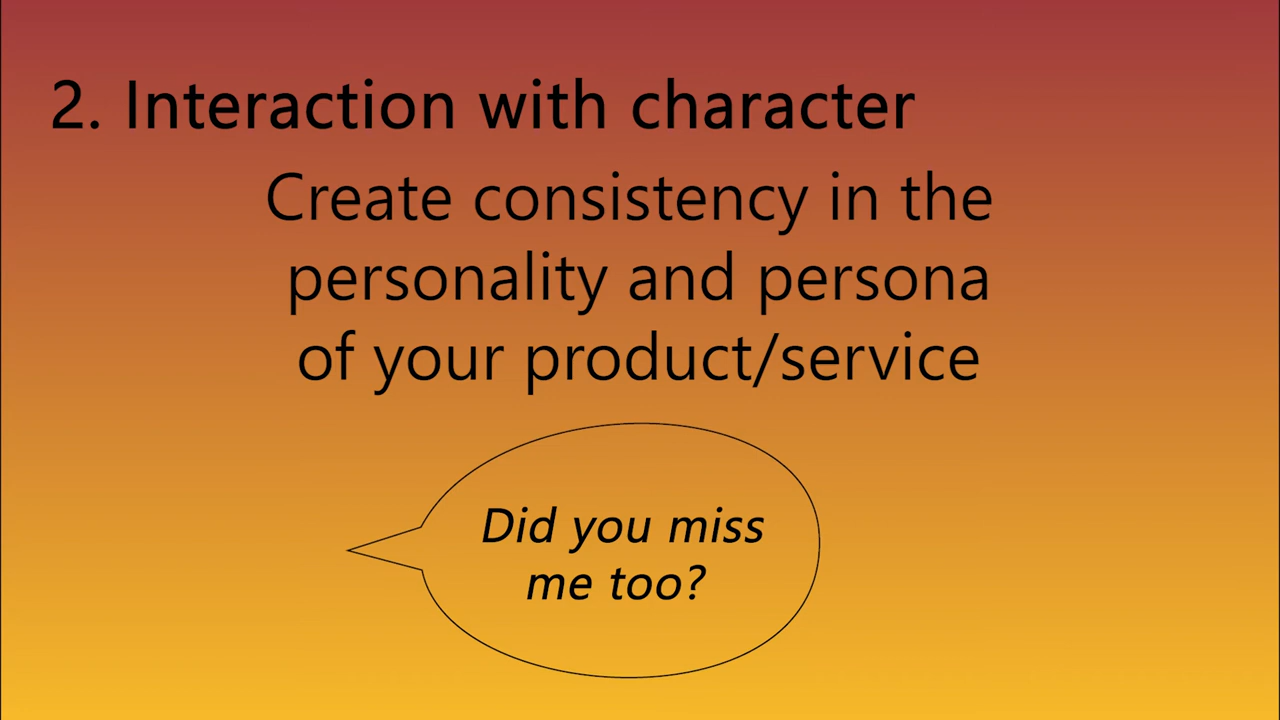 2. Interaction with character
Create consistency in the
personality and persona
of your product/service
Did you miss
me too?